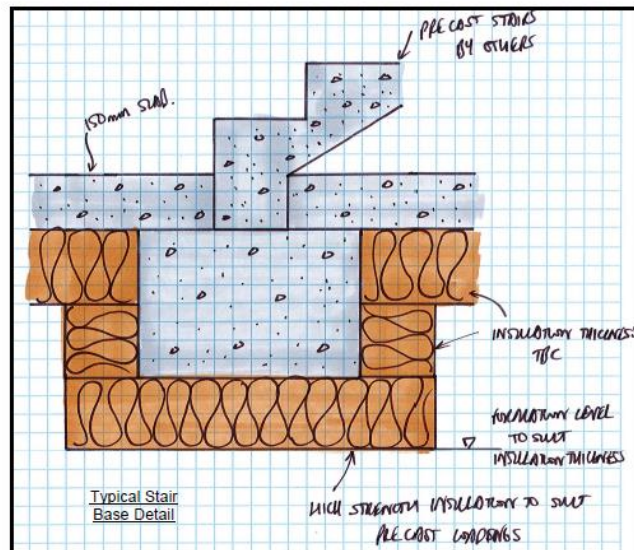 PRECAST STAIRS
BY OTHERS
150mm SLAB.
INSULATION THICKNESS
TBC
FORMATION LEVEL
TO SUIT
INSULATION THICKNESS
Typical Stair
Base Detail
HIGH STRENGTH INSULATION TO SUIT
PRECAST LOADINGS